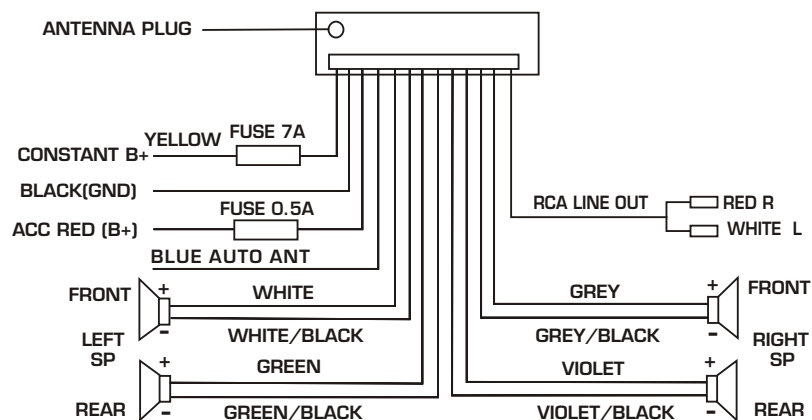 ANTENNA PLUG
YELLOW
FUSE 7A
CONSTANT B+
BLACK(GND)
FUSE 0.5A
ACC RED (B+)
BLUE AUTO ANT
RCA LINE OUT
RED R
WHITE L
FRONT
+
WHITE
-
WHITE/BLACK
LEFT
SP
+
GREEN
REAR
-
GREEN/BLACK
GREY
+
FRONT
GREY/BLACK
-
RIGHT
SP
VIOLET
+
VIOLET/BLACK
-
REAR